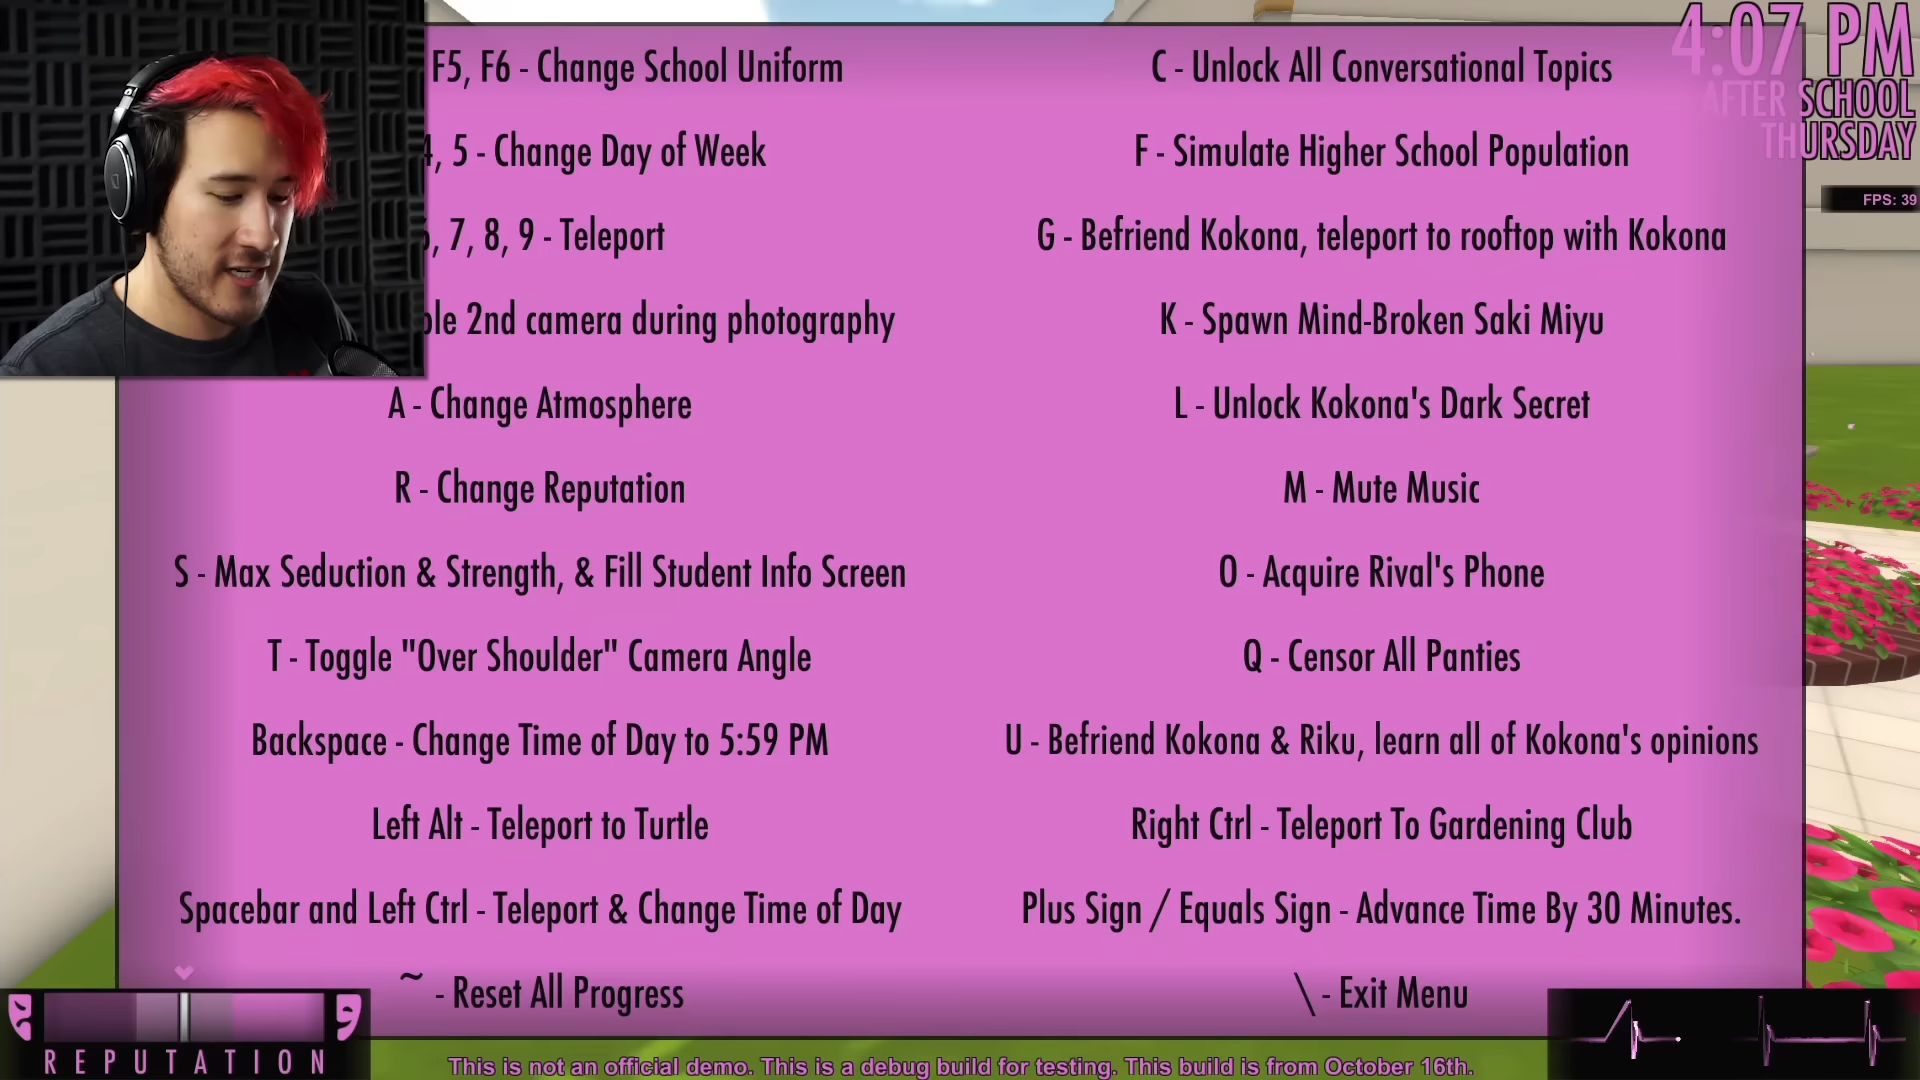 F5, F6 - Change School Uniform
4, 5 - Change Day of Week
6, 7, 8, 9 - Teleport
2nd camera during photography
A - Change Atmosphere
R - Change Reputation
S - Max Seduction & Strength, & Fill Student Info Screen
T - Toggle "Over Shoulder" Camera Angle
Backspace - Change Time of Day to 5:59 PM
Left Alt - Teleport to Turtle
Spacebar and Left Ctrl - Teleport & Change Time of Day
~ - Reset All Progress
C - Unlock All Conversational Topics
F - Simulate Higher School Population
G - Befriend Kokona, teleport to rooftop with Kokona
K - Spawn Mind-Broken Saki Miyu
L - Unlock Kokona's Dark Secret
M - Mute Music
O - Acquire Rival's Phone
Q - Censor All Panties
U - Befriend Kokona & Riku, learn all of Kokona's opinions
Right Ctrl - Teleport To Gardening Club
Plus Sign / Equals Sign - Advance Time By 30 Minutes.
\ - Exit Menu
4:07 PM
AFTER SCHOOL
THURSDAY
FPS: 39
REPUTATION
This is not an official demo. This is a debug build for testing. This build is from October 16th.